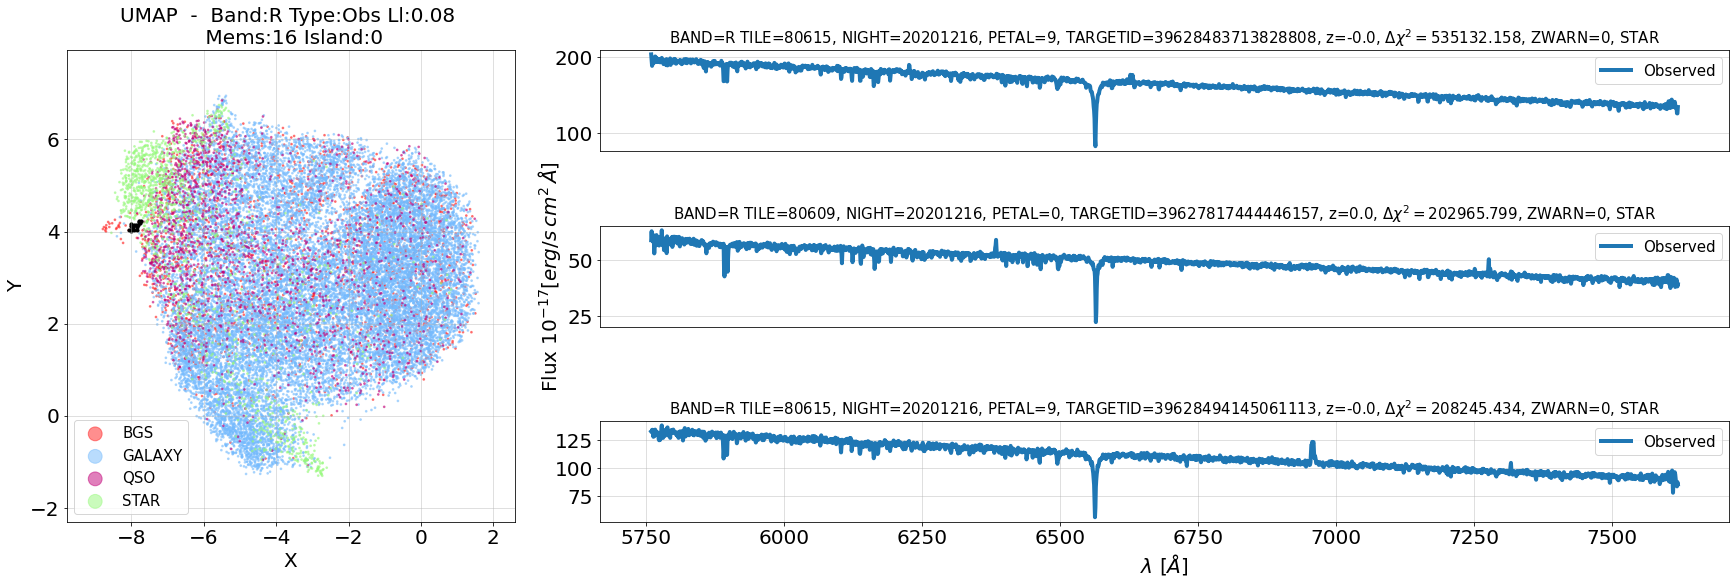 UMAP  -  Band:R Type:Obs Ll:0.08
Mems:16 Island:0
Y
6
4
2
0
−2
−8
−6
−4
−2
0
2
X
BGS
GALAXY
QSO
STAR
Flux 10^{-17}[erg/s cm^2 Å]
BAND=R TILE=80615, NIGHT=20201216, PETAL=9, TARGETID=39628483713828808, z=-0.0, Δχ² = 535132.158, ZWARN=0, STAR
200
100
Observed
BAND=R TILE=80609, NIGHT=20201216, PETAL=0, TARGETID=39627817444446157, z=0.0, Δχ² = 202965.799, ZWARN=0, STAR
50
25
Observed
BAND=R TILE=80615, NIGHT=20201216, PETAL=9, TARGETID=39628494145061113, z=-0.0, Δχ² = 208245.434, ZWARN=0, STAR
125
100
75
Observed
5750
6000
6250
6500
6750
7000
7250
7500
λ [Å]